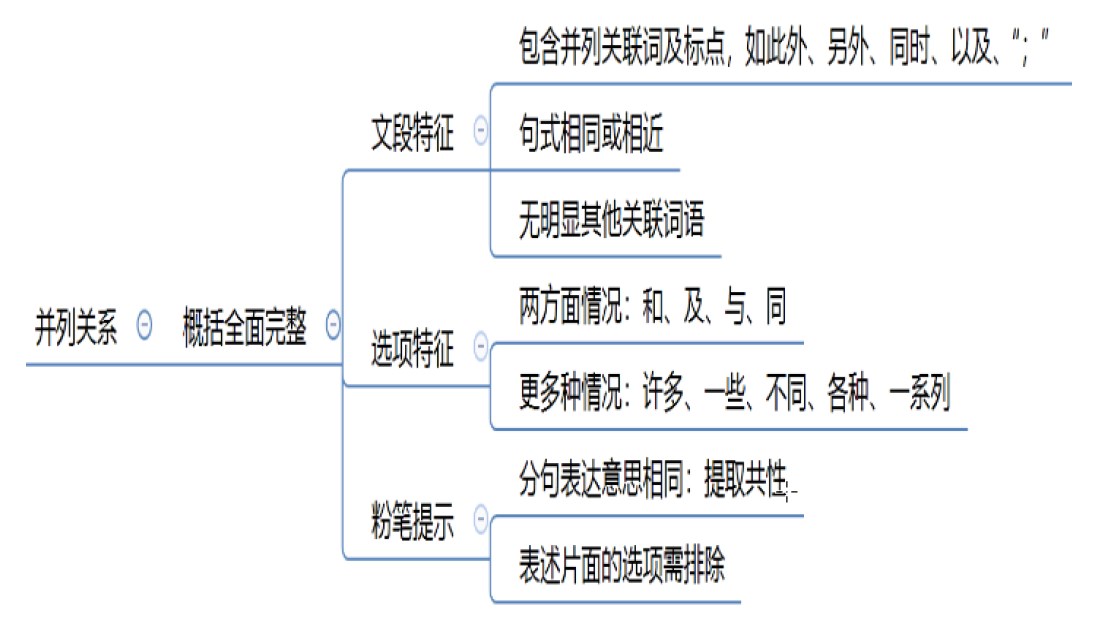 包含并列关联词及标点，如此外、另外、同时、以及、“；”
文段特征
句式相同或相近
无明显其他关联词语
并列关系
概括全面完整
两方面情况：和、及、与、同
选项特征
更多种情况：许多、一些、不同、各种、一系列
分句表达意思相同：提取共性
粉笔提示
表述片面的选项需排除